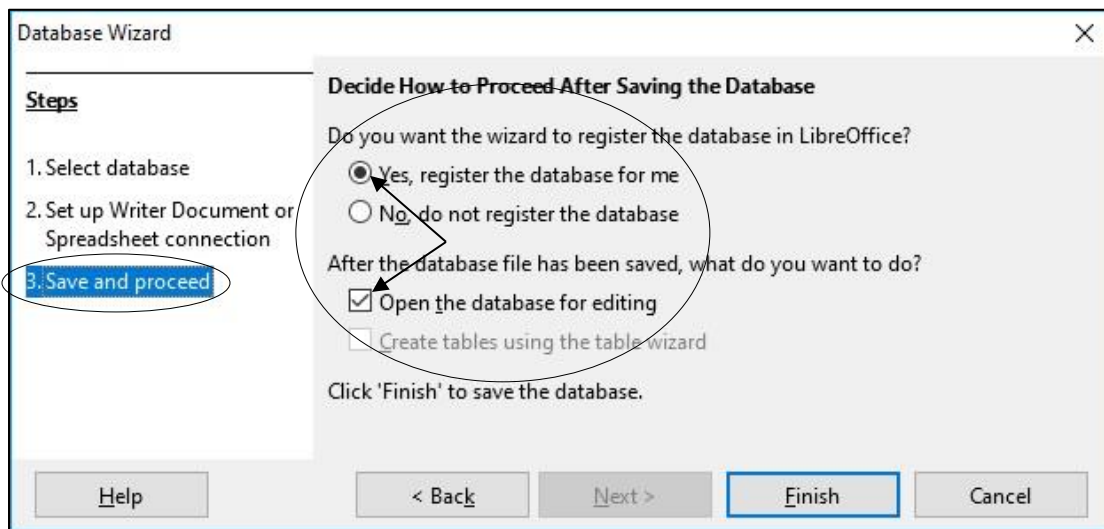 Database Wizard
Steps
1. Select database
2. Set up Writer Document or
Spreadsheet connection
3. Save and proceed
Decide How to Proceed After Saving the Database
Do you want the wizard to register the database in LibreOffice?
Yes, register the database for me
No, do not register the database
After the database file has been saved, what do you want to do?
Open the database for editing
Create tables using the table wizard
Click 'Finish' to save the database.
Help
< Back
Next >
Finish
Cancel